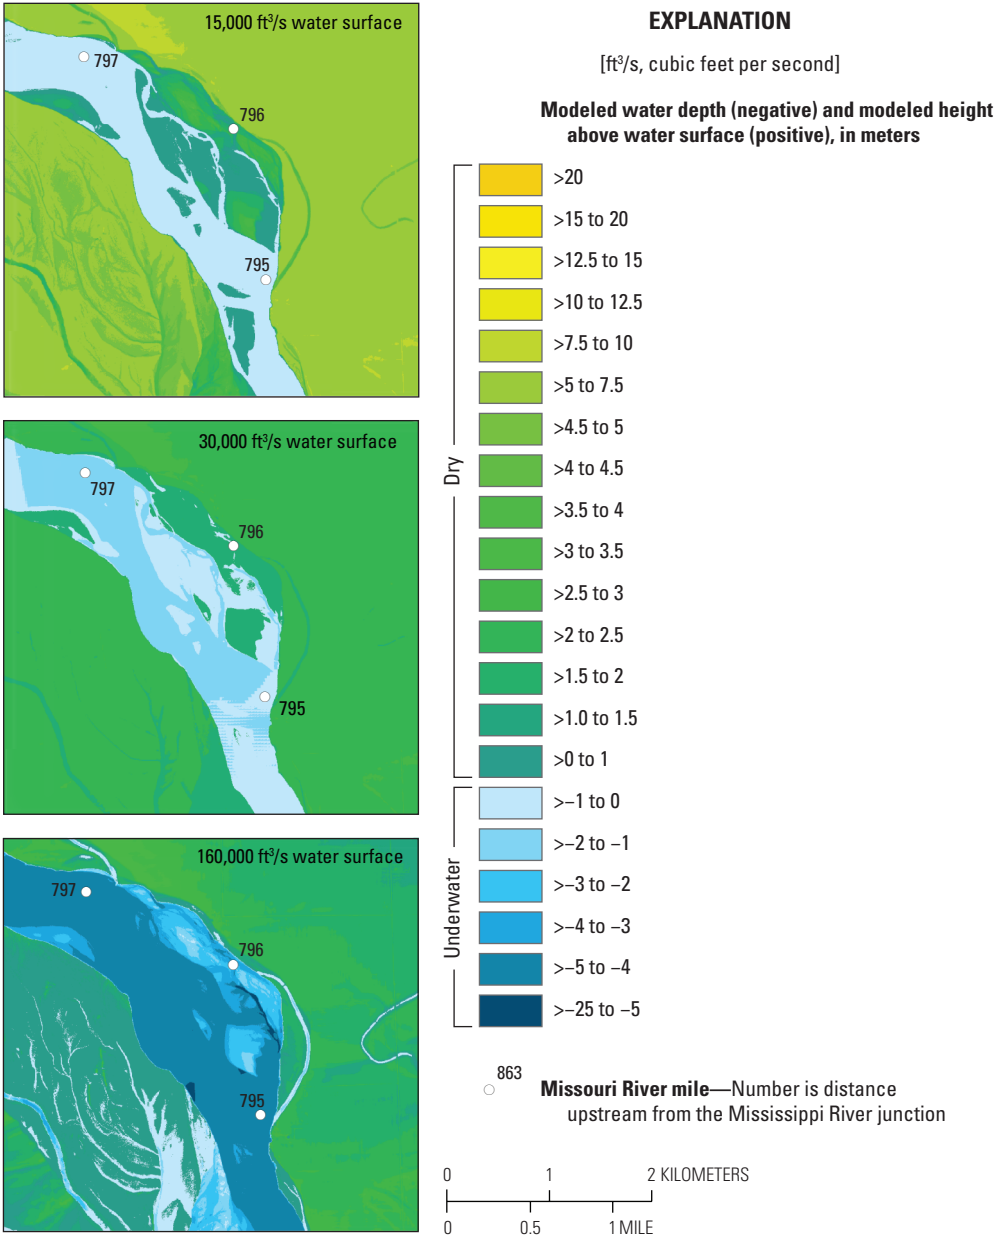 15,000 ft³/s water surface
797
796
795
30,000 ft³/s water surface
797
796
795
160,000 ft³/s water surface
797
796
795
EXPLANATION
[ft³/s, cubic feet per second]
Modeled water depth (negative) and modeled height
above water surface (positive), in meters
Dry
>20
>15 to 20
>12.5 to 15
>10 to 12.5
>7.5 to 10
>5 to 7.5
>4.5 to 5
>4 to 4.5
>3.5 to 4
>3 to 3.5
>2.5 to 3
>2 to 2.5
>1.5 to 2
>1.0 to 1.5
>0 to 1
Underwater
>−1 to 0
>−2 to −1
>−3 to −2
>−4 to −3
>−5 to −4
>−25 to −5
863
Missouri River mile—Number is distance
upstream from the Mississippi River junction
0 1 2 KILOMETERS
0 0.5 1 MILE